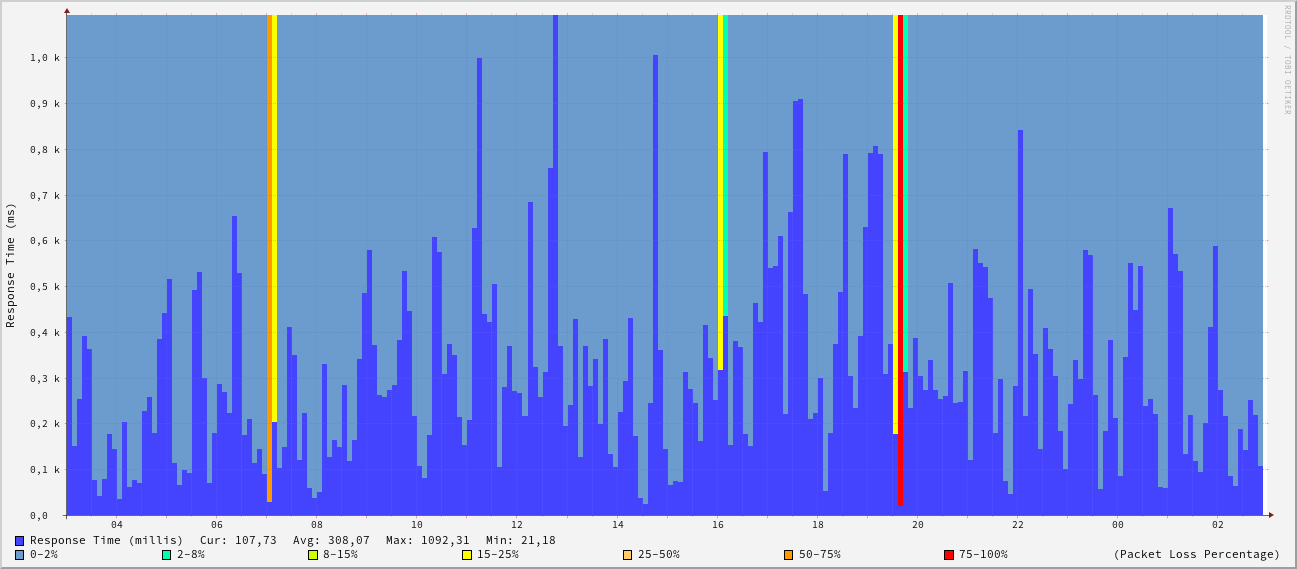 RRDTOOL / TOBI OETIKER
Response Time (ms)
1,0 k
0,9 k
0,8 k
0,7 k
0,6 k
0,5 k
0,4 k
0,3 k
0,2 k
0,1 k
0,0
04 06 08 10 12 14 16 18 20 22 00 02
Response Time (millis) Cur: 107,73 Avg: 308,07 Max: 1092,31 Min: 21,18
0-2% 2-8% 8-15% 15-25% 25-50% 50-75% 75-100% (Packet Loss Percentage)